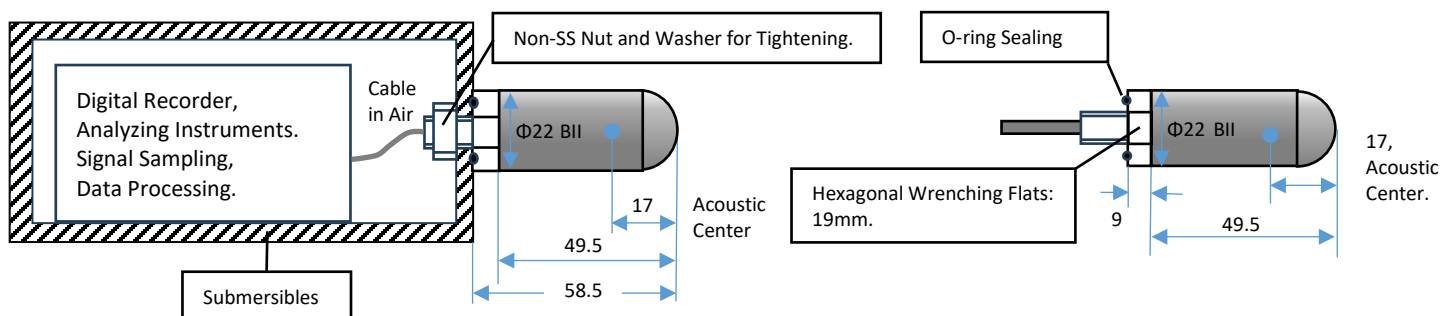 Non-SS Nut and Washer for Tightening.
Cable
in Air
Digital Recorder,
Analyzing Instruments.
Signal Sampling,
Data Processing.
Φ22 BII
17
Acoustic
Center
49.5
58.5
Submersibles
O-ring Sealing
Φ22 BII
17,
Acoustic
Center.
Hexagonal Wrenching Flats:
19mm.
9
49.5